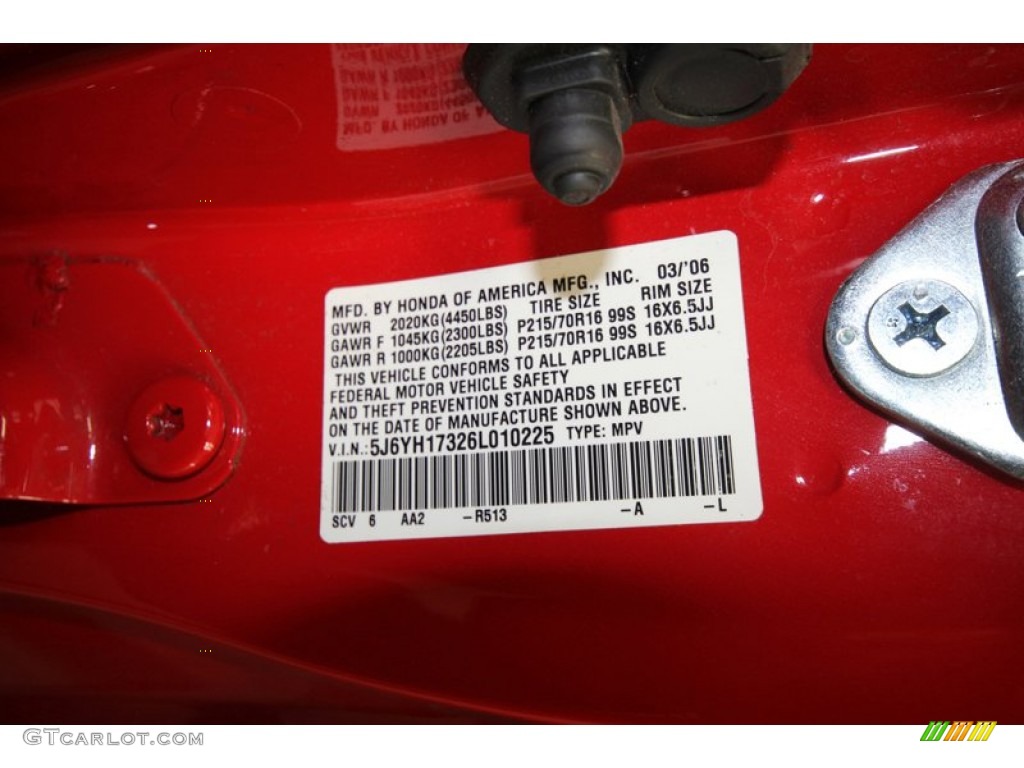 MFD. BY HONDA OF AMERICA MFG., INC. 03/'06
GVWR 2020KG(4450LBS) TIRE SIZE RIM SIZE
GAWR F 1045KG(2300LBS) P215/70R16 99S 16X6.5JJ
GAWR R 1000KG(2205LBS) P215/70R16 99S 16X6.5JJ
THIS VEHICLE CONFORMS TO ALL APPLICABLE
FEDERAL MOTOR VEHICLE SAFETY
AND THEFT PREVENTION STANDARDS IN EFFECT
ON THE DATE OF MANUFACTURE SHOWN ABOVE.
V.I.N.: 5J6YH17326L010225 TYPE: MPV
SCV 6 AA2 -R513 -A -L
GTCARLOT.COM